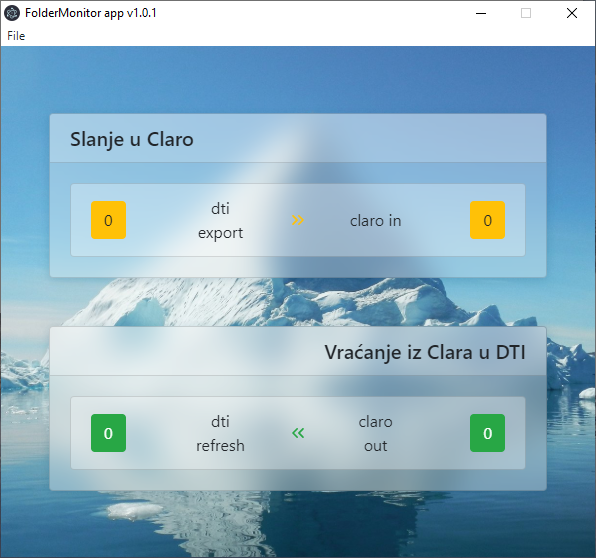 FolderMonitor app v1.0.1
File
Slanje u Claro
0
dti
export
»
claro in
0
Vraćanje iz Clara u DTI
0
dti
refresh
«
claro
out
0